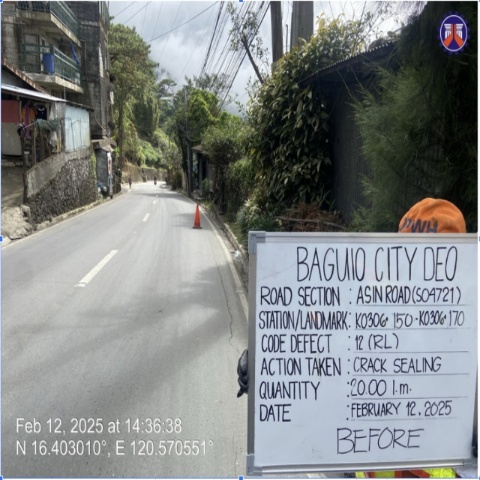 BAGUIO CITY DEO
ROAD SECTION : ASIN ROAD (S04721)
STATION/LANDMARK: K0306+150-K0306+170
CODE DEFECT : 12 (RL)
ACTION TAKEN : CRACK SEALING
QUANTITY : 20.00 l.m.
DATE : FEBRUARY 12, 2025
BEFORE
Feb 12, 2025 at 14:36:38
N 16.403010°, E 120.570551°